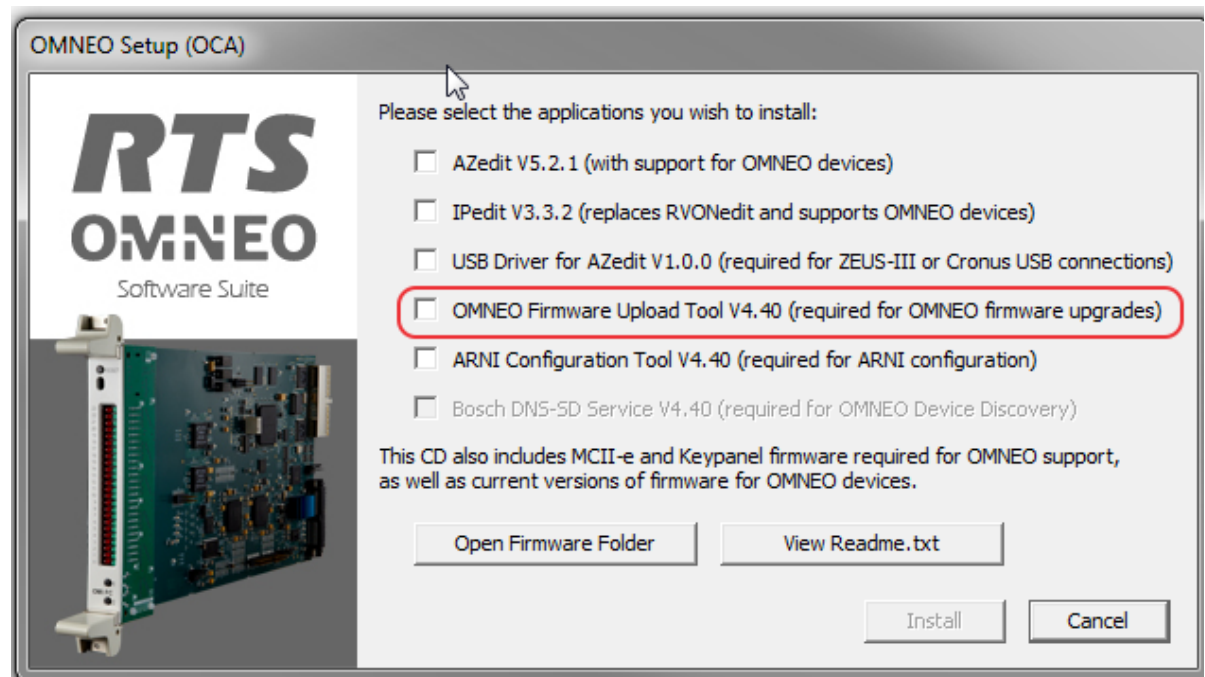 OMNEO Setup (OCA)
RTS
OMNEO
Software Suite
Please select the applications you wish to install:
AZedit V5.2.1 (with support for OMNEO devices)
IPedit V3.3.2 (replaces RVONedit and supports OMNEO devices)
USB Driver for AZedit V1.0.0 (required for ZEUS-III or Cronus USB connections)
OMNEO Firmware Upload Tool V4.40 (required for OMNEO firmware upgrades)
ARNI Configuration Tool V4.40 (required for ARNI configuration)
Bosch DNS-SD Service V4.40 (required for OMNEO Device Discovery)
This CD also includes MCII-e and Keypanel firmware required for OMNEO support,
as well as current versions of firmware for OMNEO devices.
Open Firmware Folder
View Readme.txt
Install
Cancel